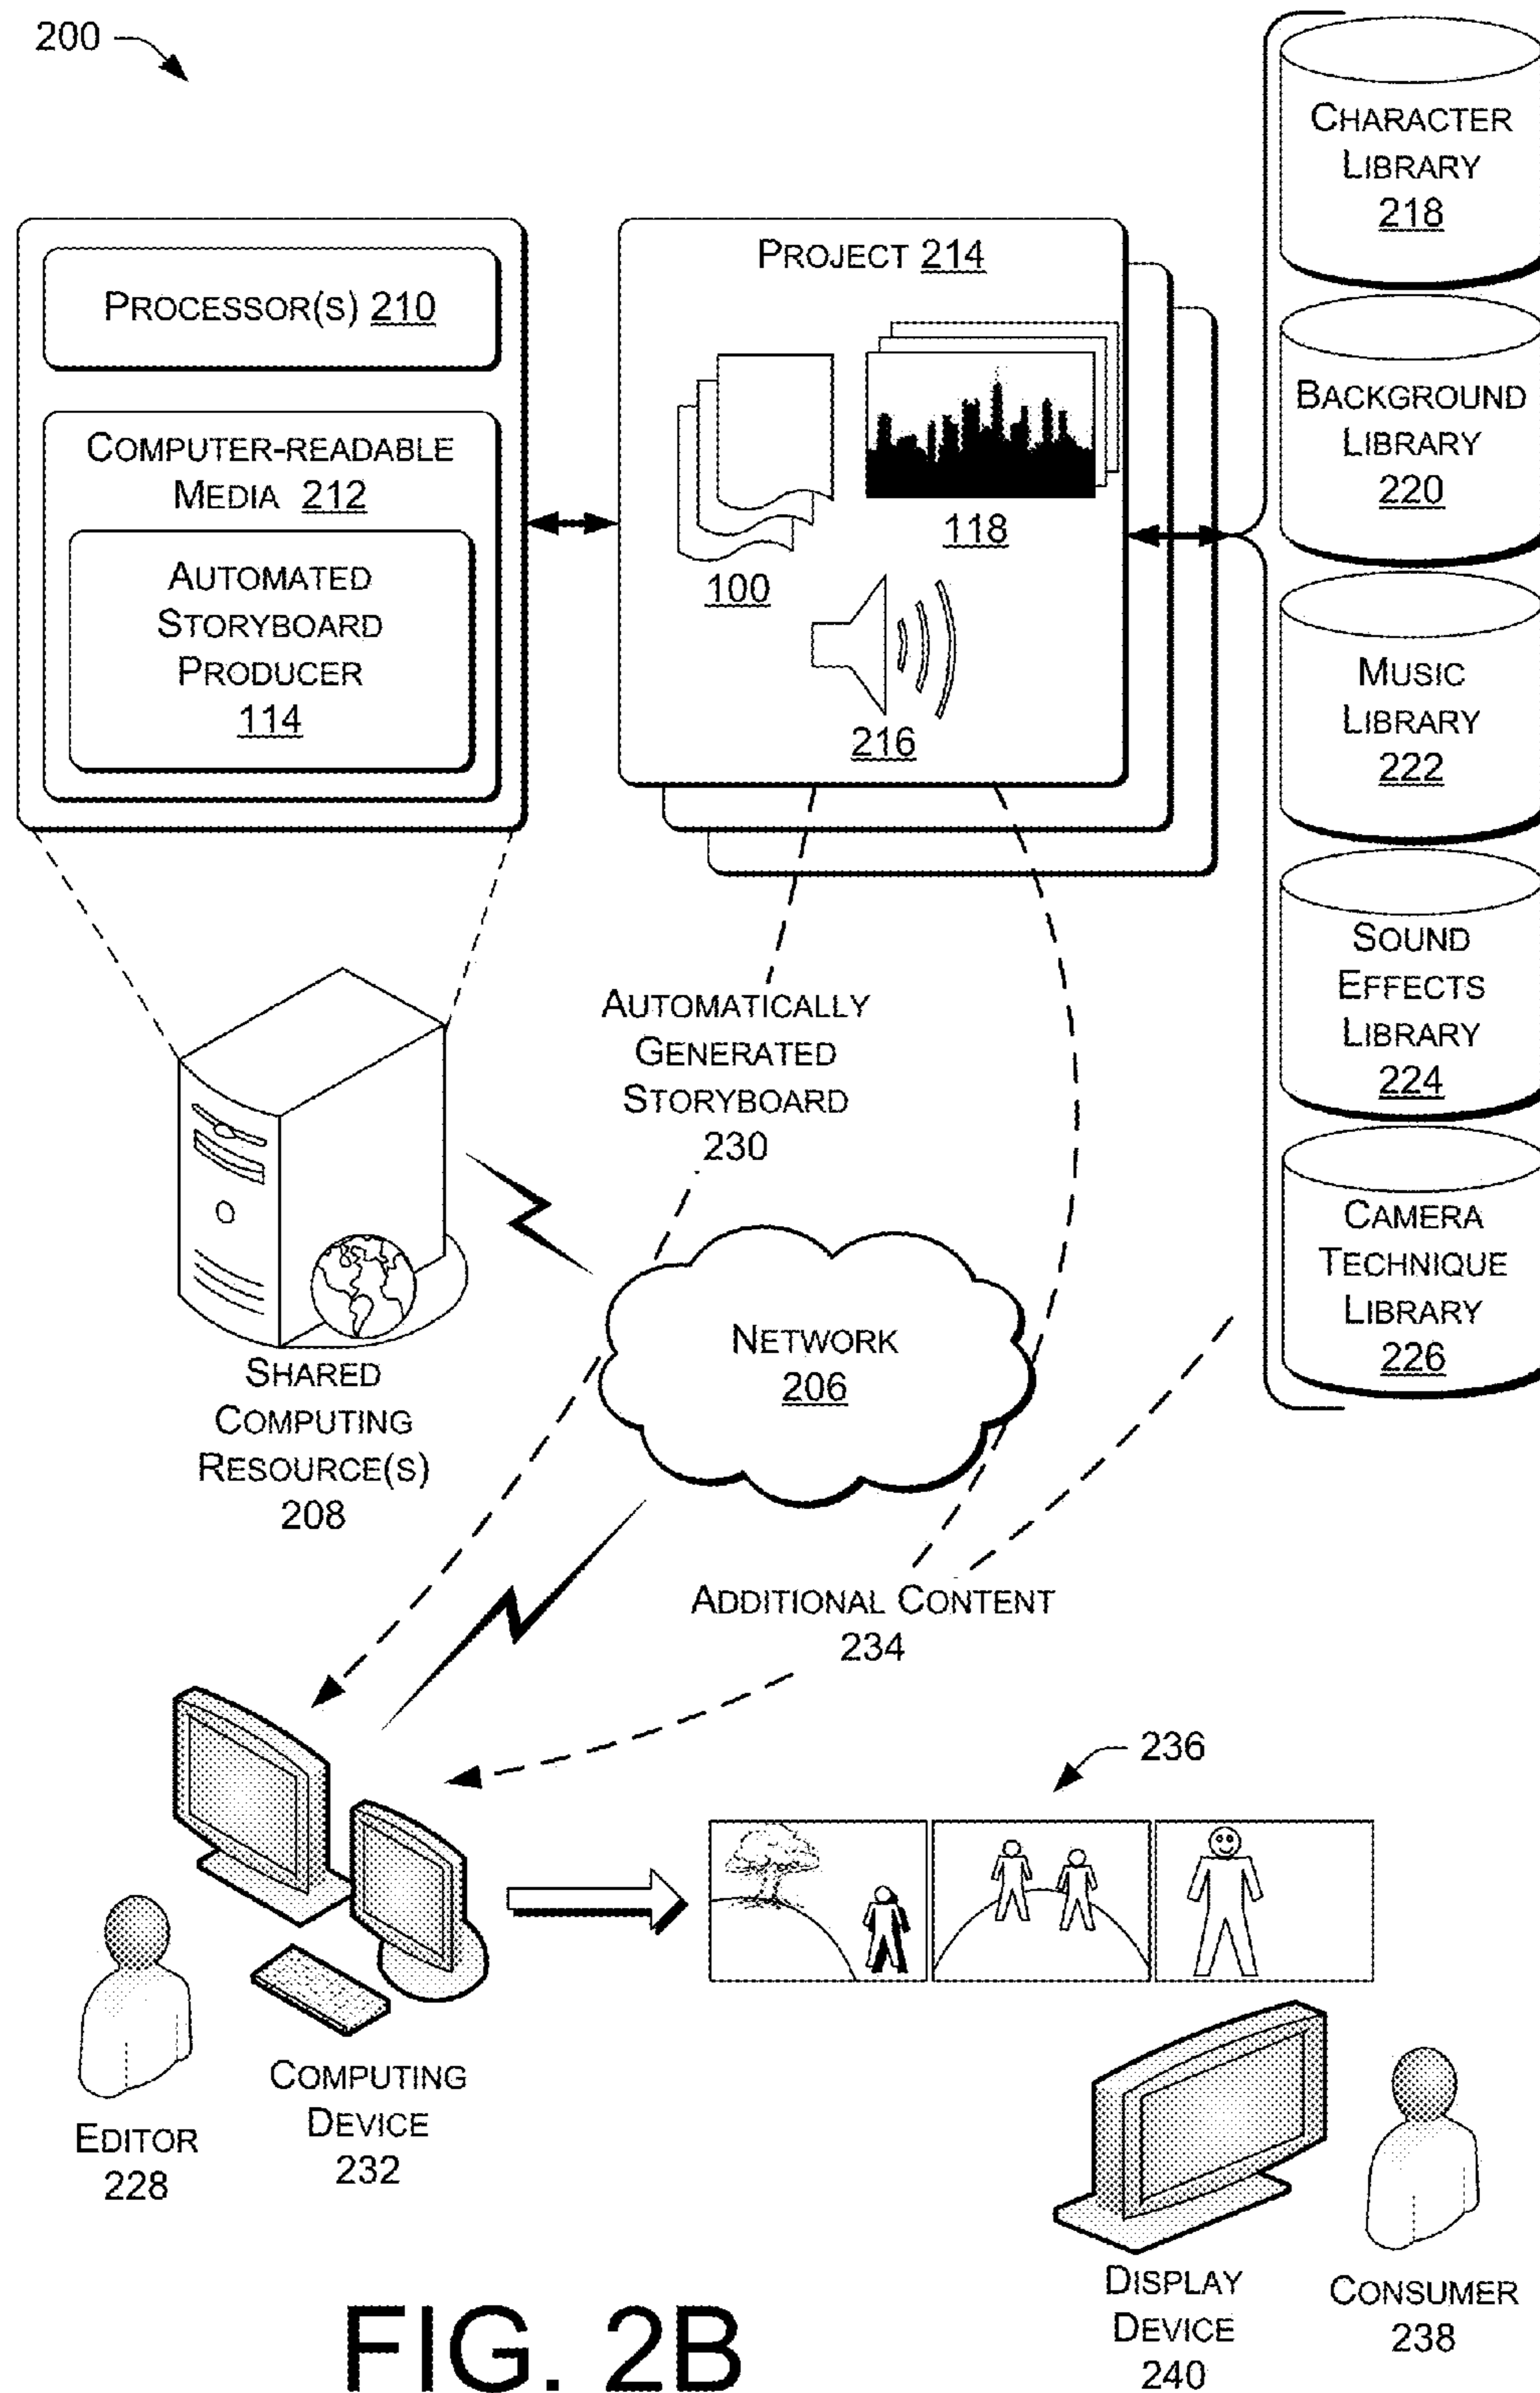 200
PROCESSOR(S) 210
COMPUTER-READABLE
MEDIA 212
AUTOMATED
STORYBOARD
PRODUCER
114
PROJECT 214
100
118
216
CHARACTER
LIBRARY
218
BACKGROUND
LIBRARY
220
MUSIC
LIBRARY
222
SOUND
EFFECTS
LIBRARY
224
CAMERA
TECHNIQUE
LIBRARY
226
AUTOMATICALLY
GENERATED
STORYBOARD
230
SHARED
COMPUTING
RESOURCE(S)
208
NETWORK
206
ADDITIONAL CONTENT
234
236
EDITOR
228
COMPUTING
DEVICE
232
DISPLAY
DEVICE
240
CONSUMER
238
FIG. 2B